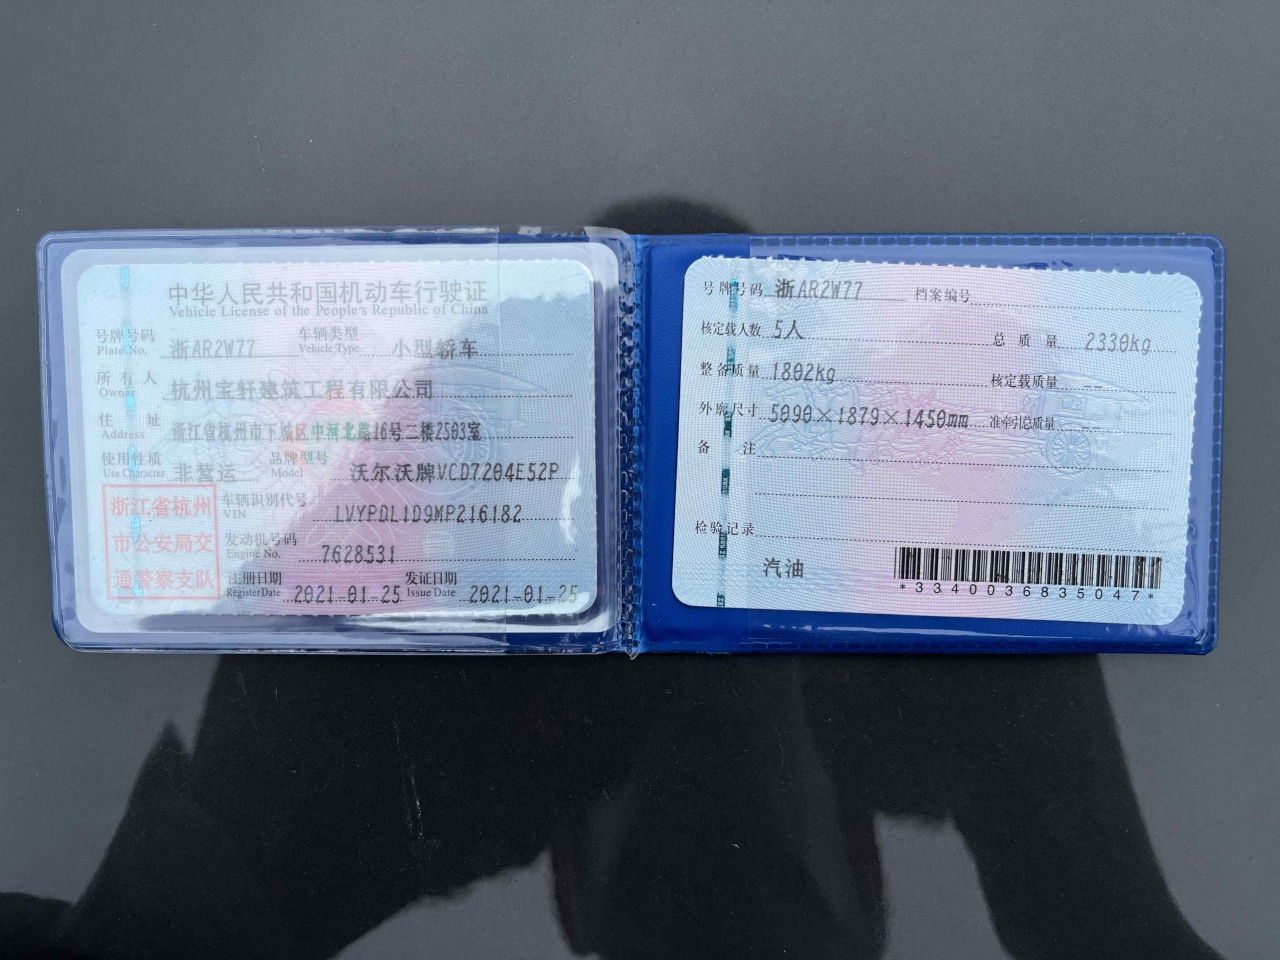 中华人民共和国机动车行驶证
Vehicle License of the People's Republic of China
号牌号码 浙AR2W77 车辆类型 小型轿车
Plate No. Vehicle Type
所有人 杭州宝轩建筑工程有限公司
Owner
住址 浙江省杭州市下城区中河北路16号二楼2503室
Address
使用性质 非营运 品牌型号 沃尔沃牌VCD7204E52P
Use Character Model
浙江省杭州
市公安局交
通警察支队
车辆识别代号 LVYPDL1D9MP216182
VIN
发动机号码 7628531
Engine No.
注册日期 2021-01-25 发证日期 2021-01-25
Register Date Issue Date
号牌号码 浙AR2W77 档案编号
核定载人数 5人 总质量 2330kg
整备质量 1802kg 核定载质量 --
外廓尺寸 5090×1879×1450mm 准牵引总质量 --
备注
检验记录
汽油
*3340036835047*